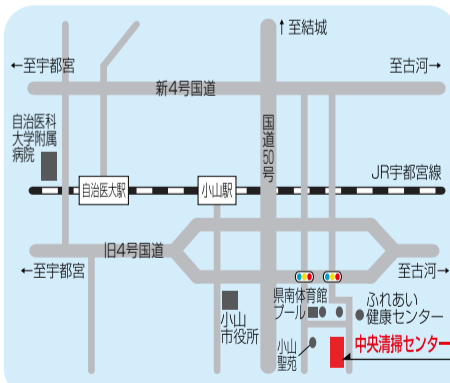 ↑至結城
←至宇都宮
至古河→
新4号国道
自治医科
大学附属
病院
国道50号
JR宇都宮線
自治医大駅
小山駅
旧4号国道
←至宇都宮
至古河→
県南体育館
プール
ふれあい
健康センター
小山
市役所
小山
聖苑
中央清掃センター